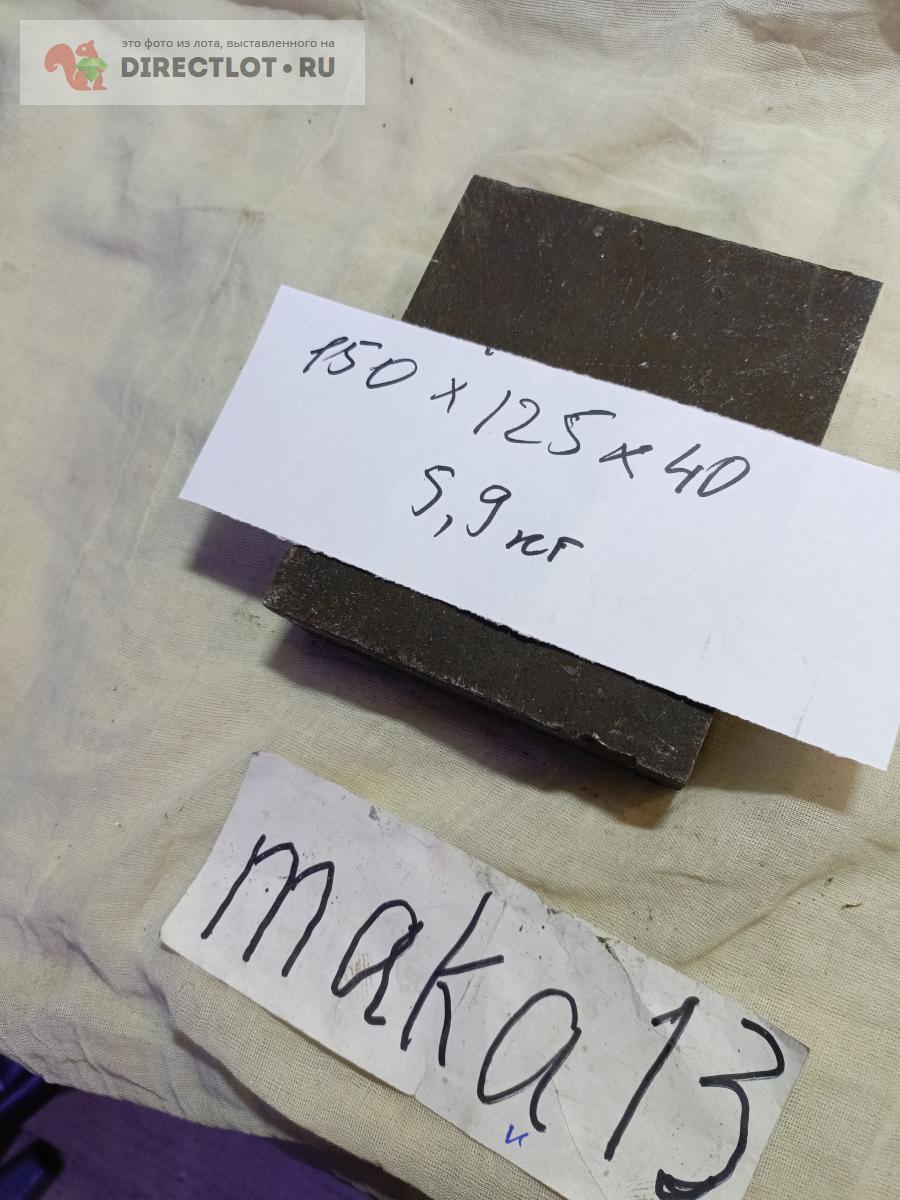 это фото из лота, выставленного на
DIRECTLOT•RU
150 x 125 x 40
5,9 кг
maka13